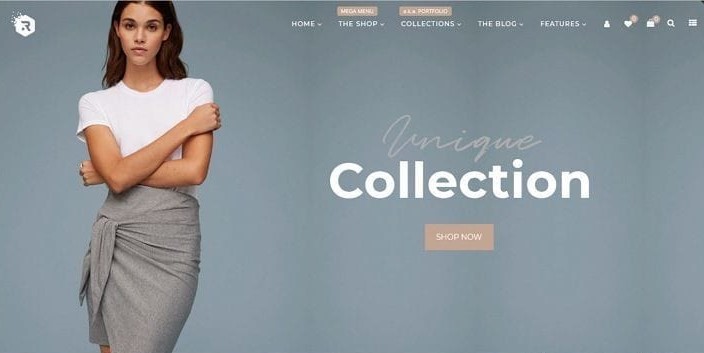 MEGA MENU
a.k.a. PORTFOLIO
HOME THE SHOP COLLECTIONS THE BLOG FEATURES
Unique
Collection
SHOP NOW